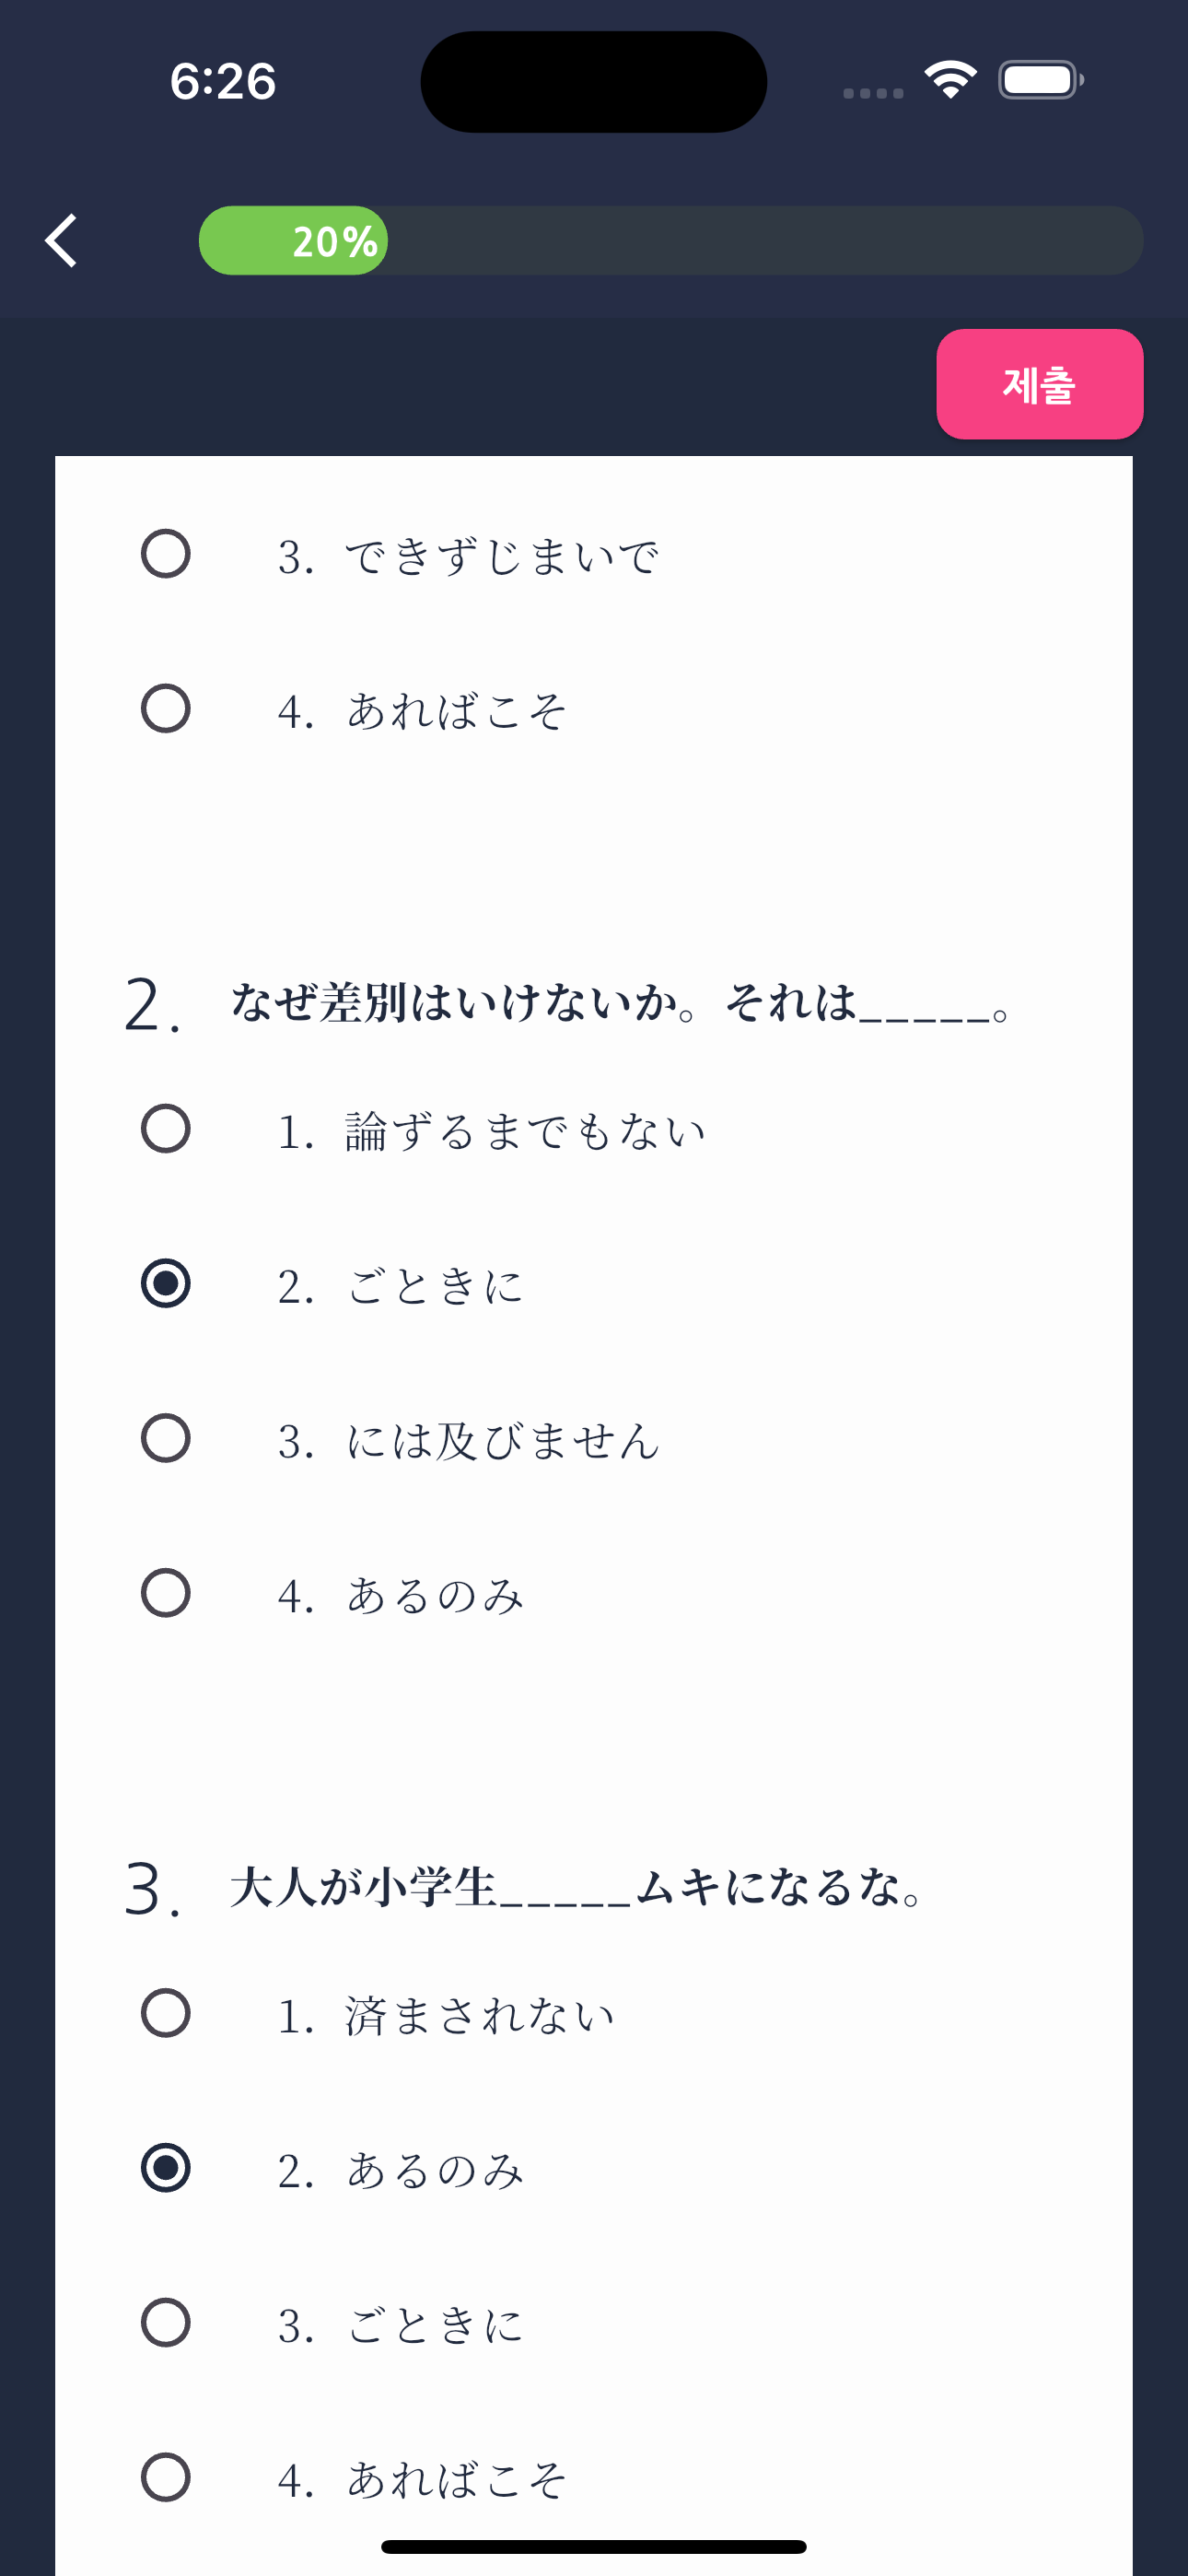 6:26
20%
제출
3. できずじまいで
4. あればこそ
2. なぜ差別はいけないか。それは_____。
1. 論ずるまでもない
2. ごときに
3. には及びません
4. あるのみ
3. 大人が小学生_____ムキになるな。
1. 済まされない
2. あるのみ
3. ごときに
4. あればこそ